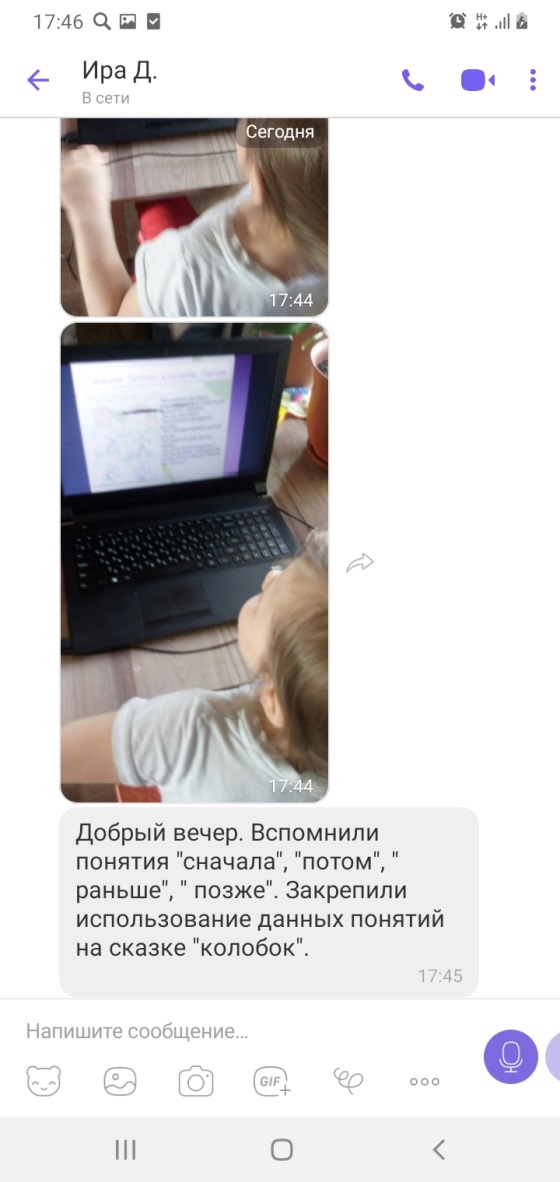 17:46
Ира Д.
В сети
Сегодня
17:44
17:44
Добрый вечер. Вспомнили
понятия "сначала", "потом", "
раньше", " позже". Закрепили
использование данных понятий
на сказке "колобок".
17:45
Напишите сообщение...
GIF